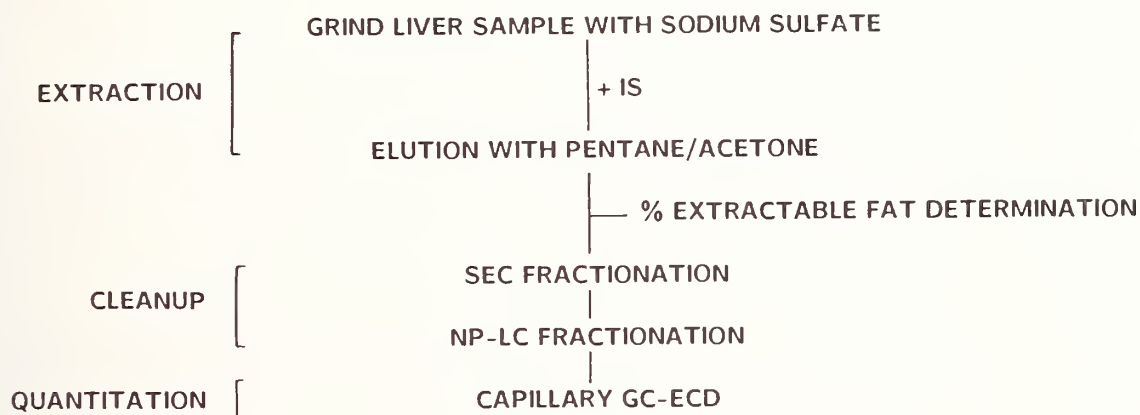 GRIND LIVER SAMPLE WITH SODIUM SULFATE
EXTRACTION
+ IS
ELUTION WITH PENTANE/ACETONE
% EXTRACTABLE FAT DETERMINATION
SEC FRACTIONATION
CLEANUP
NP-LC FRACTIONATION
QUANTITATION
CAPILLARY GC-ECD